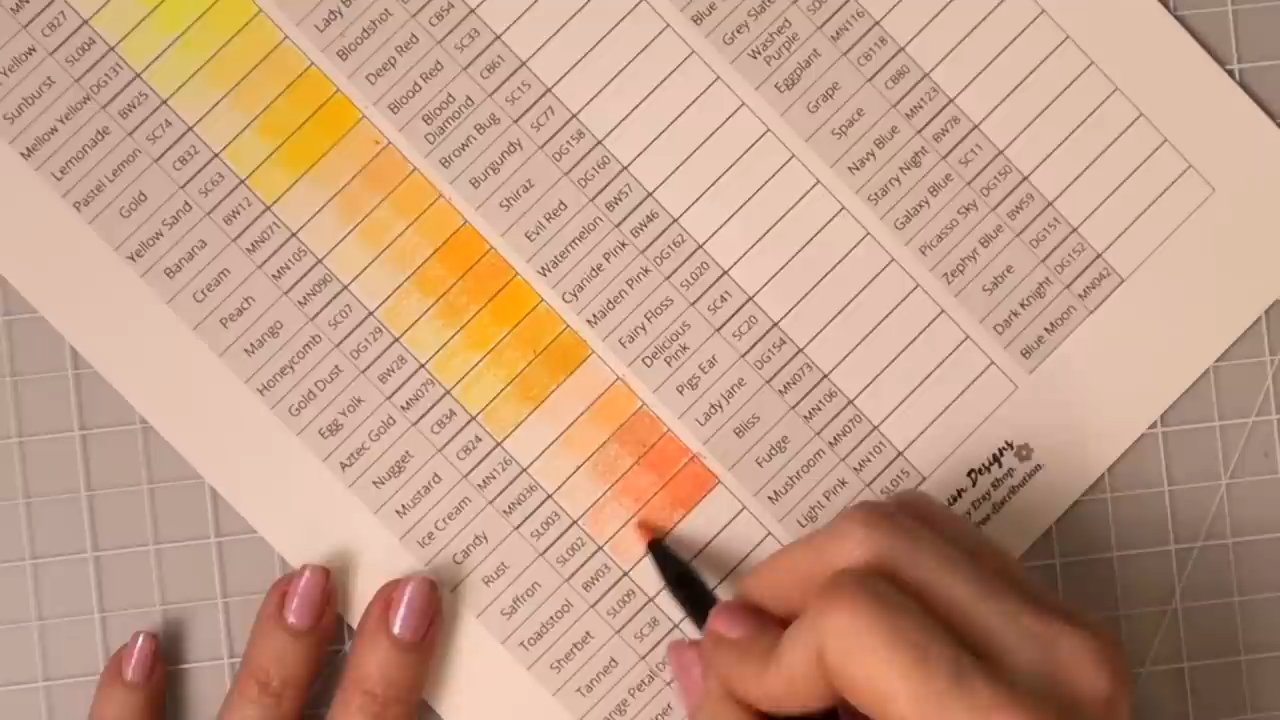 Yellow
CB27
Sunburst
SL004
Mellow Yellow
DG131
Lemonade
BW25
Pastel Lemon
SC74
Gold
CB32
Yellow Sand
SC63
Banana
BW12
Cream
MN071
Peach
MN105
Mango
MN090
Honeycomb
SC07
Gold Dust
DG129
Egg Yolk
BW28
Aztec Gold
MN079
Nugget
CB34
Mustard
CB24
Ice Cream
MN126
Candy
MN036
Rust
SL003
Saffron
SL002
Toadstool
BW03
Sherbet
SL009
Tanned
SC38
Bloodshot
CB54
Deep Red
SC33
Blood Red
CB61
Blood
Diamond
SC15
Brown Bug
SC77
Burgundy
DG158
Shiraz
DG160
Evil Red
BW57
Watermelon
BW46
Cyanide Pink
DG162
Maiden Pink
SL020
Fairy Floss
SC41
Delicious
Pink
SC20
Pigs Ear
DG154
Lady Jane
MN073
Bliss
MN106
Fudge
MN070
Mushroom
MN101
Light Pink
SL015
Grey Slate
Washed
Purple
MN116
Eggplant
CB118
Grape
CB80
Space
MN123
Navy Blue
BW78
Starry Night
SC11
Galaxy Blue
DG150
Picasso Sky
BW59
Zephyr Blue
DG151
Sabre
DG152
Dark Knight
MN042
Blue Moon
Designs
Etsy Shop.
distribution.